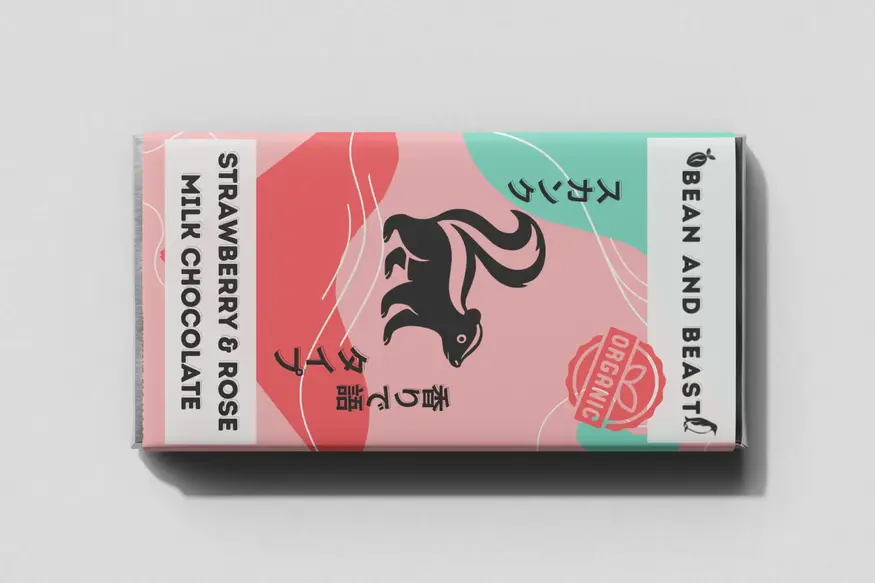 BEAN AND BEAST
スカンク
ORGANIC
香りで語
タイプ
STRAWBERRY & ROSE
MILK CHOCOLATE